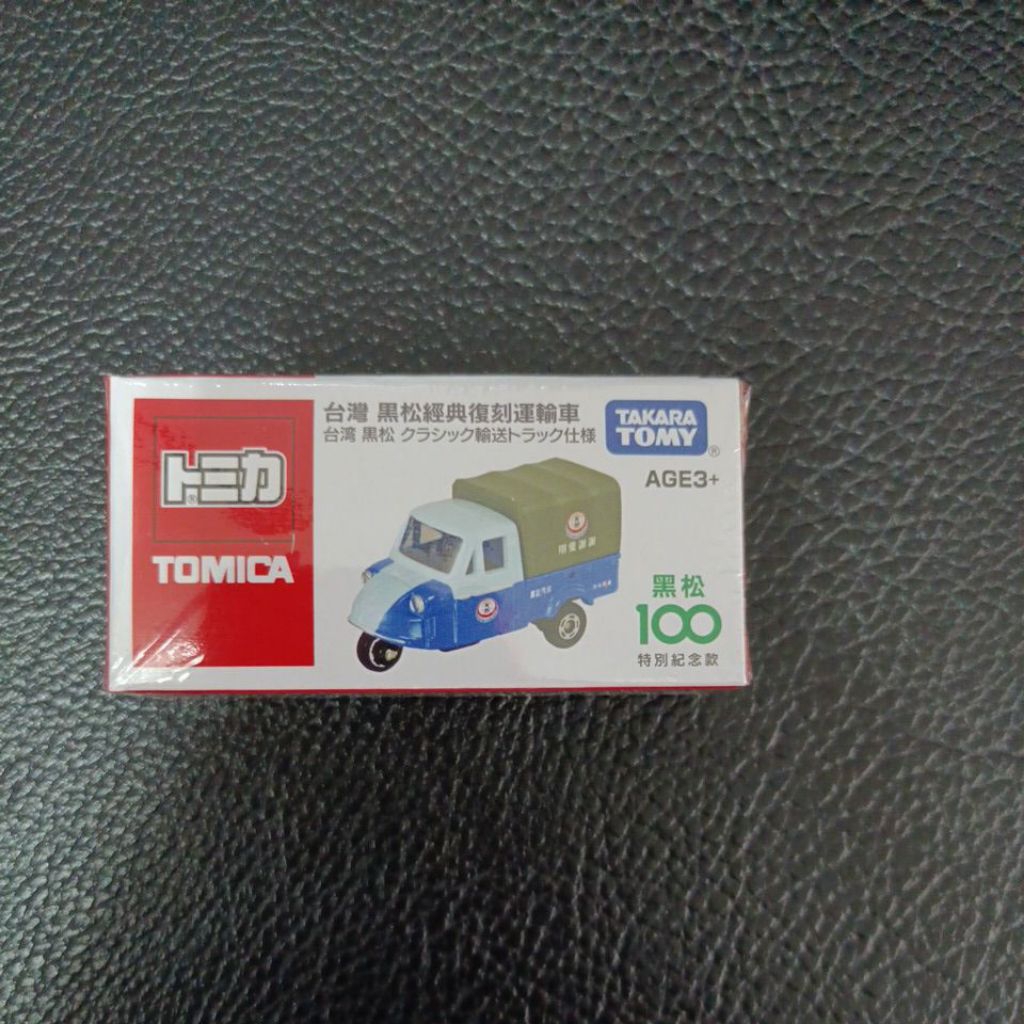 トミカ
®
TOMICA
台灣 黒松經典復刻運輸車
台湾 黒松 クラシック輸送トラック仕様
TAKARA
TOMY
®
AGE3+
黑松
100
特別紀念款